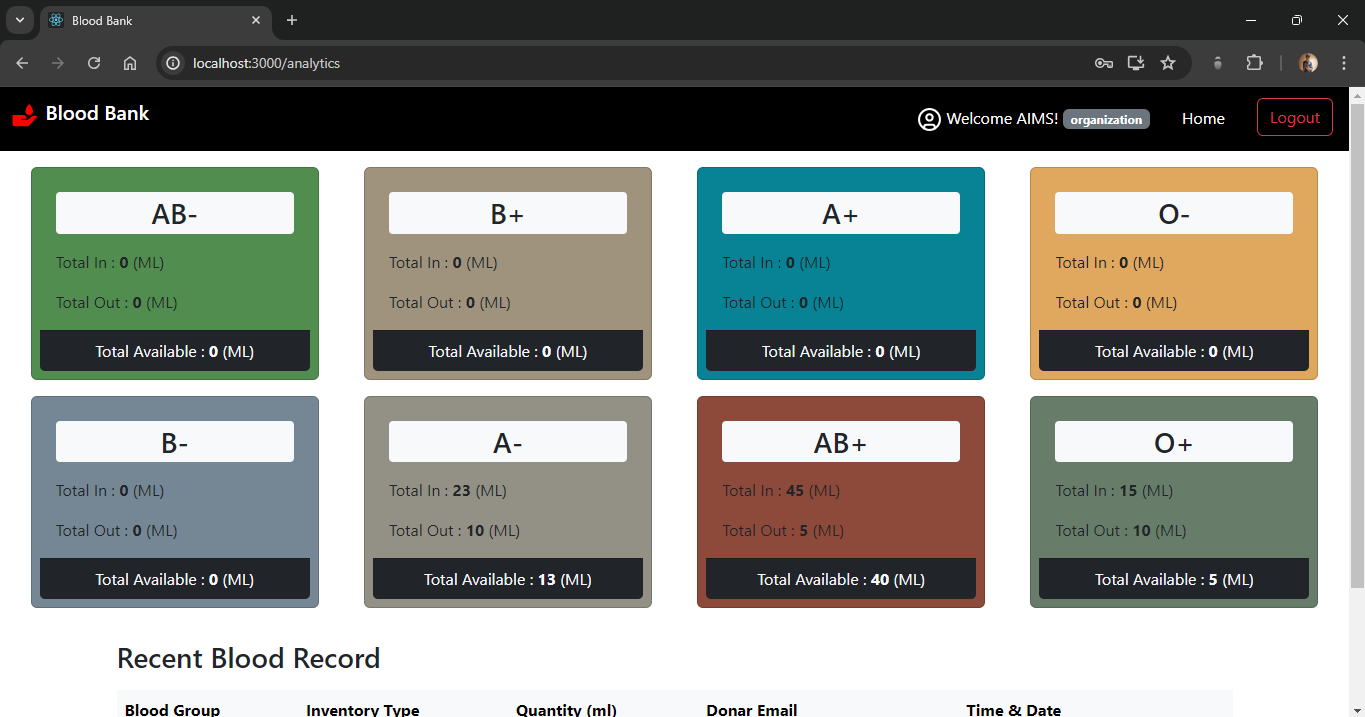 Blood Bank
localhost:3000/analytics
Blood Bank
Welcome AIMS! organization Home Logout
AB- B+ A+ O-
Total In : 0 (ML) Total In : 0 (ML) Total In : 0 (ML) Total In : 0 (ML)
Total Out : 0 (ML) Total Out : 0 (ML) Total Out : 0 (ML) Total Out : 0 (ML)
Total Available : 0 (ML) Total Available : 0 (ML) Total Available : 0 (ML) Total Available : 0 (ML)
B- A- AB+ O+
Total In : 0 (ML) Total In : 23 (ML) Total In : 45 (ML) Total In : 15 (ML)
Total Out : 0 (ML) Total Out : 10 (ML) Total Out : 5 (ML) Total Out : 10 (ML)
Total Available : 0 (ML) Total Available : 13 (ML) Total Available : 40 (ML) Total Available : 5 (ML)
Recent Blood Record
Blood Group Inventory Type Quantity (ml) Donar Email Time & Date